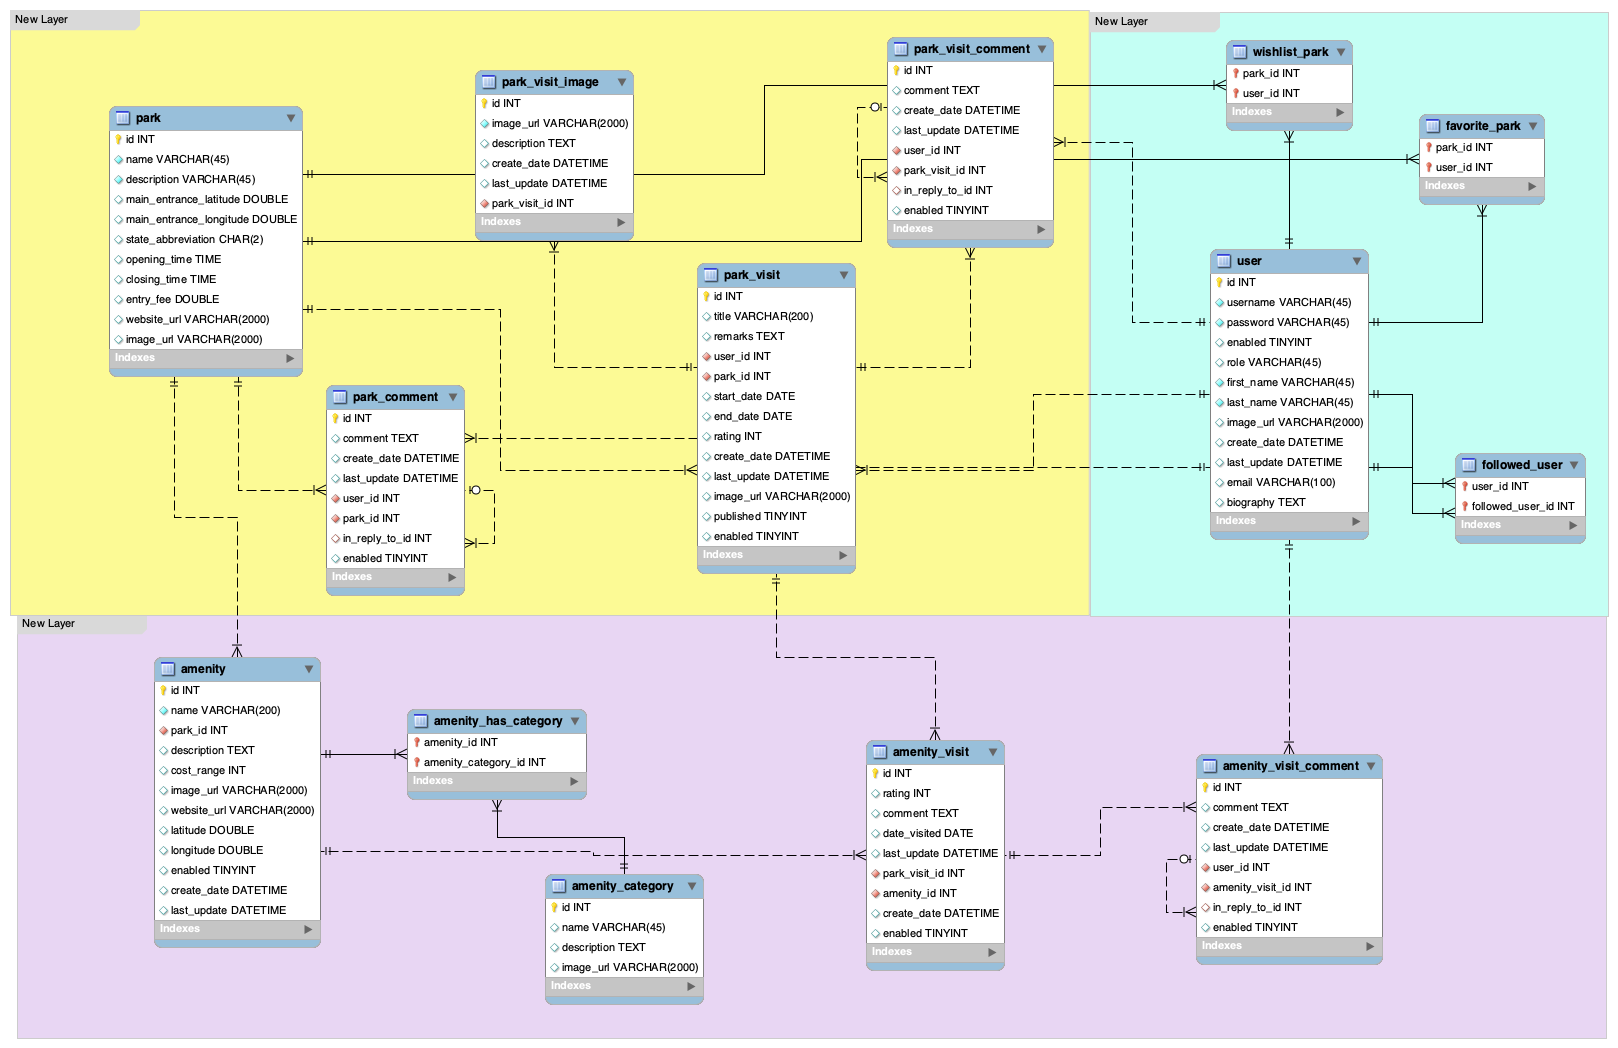 New Layer
park
id INT
name VARCHAR(45)
description VARCHAR(45)
main_entrance_latitude DOUBLE
main_entrance_longitude DOUBLE
state_abbreviation CHAR(2)
opening_time TIME
closing_time TIME
entry_fee DOUBLE
website_url VARCHAR(2000)
image_url VARCHAR(2000)
Indexes
park_visit_image
id INT
image_url VARCHAR(2000)
description TEXT
create_date DATETIME
last_update DATETIME
park_visit_id INT
Indexes
park_visit_comment
id INT
comment TEXT
create_date DATETIME
last_update DATETIME
user_id INT
park_visit_id INT
in_reply_to_id INT
enabled TINYINT
Indexes
park_comment
id INT
comment TEXT
create_date DATETIME
last_update DATETIME
user_id INT
park_id INT
in_reply_to_id INT
enabled TINYINT
Indexes
park_visit
id INT
title VARCHAR(200)
remarks TEXT
user_id INT
park_id INT
start_date DATE
end_date DATE
rating INT
create_date DATETIME
last_update DATETIME
image_url VARCHAR(2000)
published TINYINT
enabled TINYINT
Indexes
New Layer
wishlist_park
park_id INT
user_id INT
Indexes
favorite_park
park_id INT
user_id INT
Indexes
user
id INT
username VARCHAR(45)
password VARCHAR(45)
enabled TINYINT
role VARCHAR(45)
first_name VARCHAR(45)
last_name VARCHAR(45)
image_url VARCHAR(2000)
create_date DATETIME
last_update DATETIME
email VARCHAR(100)
biography TEXT
Indexes
followed_user
user_id INT
followed_user_id INT
Indexes
New Layer
amenity
id INT
name VARCHAR(200)
park_id INT
description TEXT
cost_range INT
image_url VARCHAR(2000)
website_url VARCHAR(2000)
latitude DOUBLE
longitude DOUBLE
enabled TINYINT
create_date DATETIME
last_update DATETIME
Indexes
amenity_has_category
amenity_id INT
amenity_category_id INT
Indexes
amenity_category
id INT
name VARCHAR(45)
description TEXT
image_url VARCHAR(2000)
Indexes
amenity_visit
id INT
rating INT
comment TEXT
date_visited DATE
last_update DATETIME
park_visit_id INT
amenity_id INT
create_date DATETIME
enabled TINYINT
Indexes
amenity_visit_comment
id INT
comment TEXT
create_date DATETIME
last_update DATETIME
user_id INT
amenity_visit_id INT
in_reply_to_id INT
enabled TINYINT
Indexes